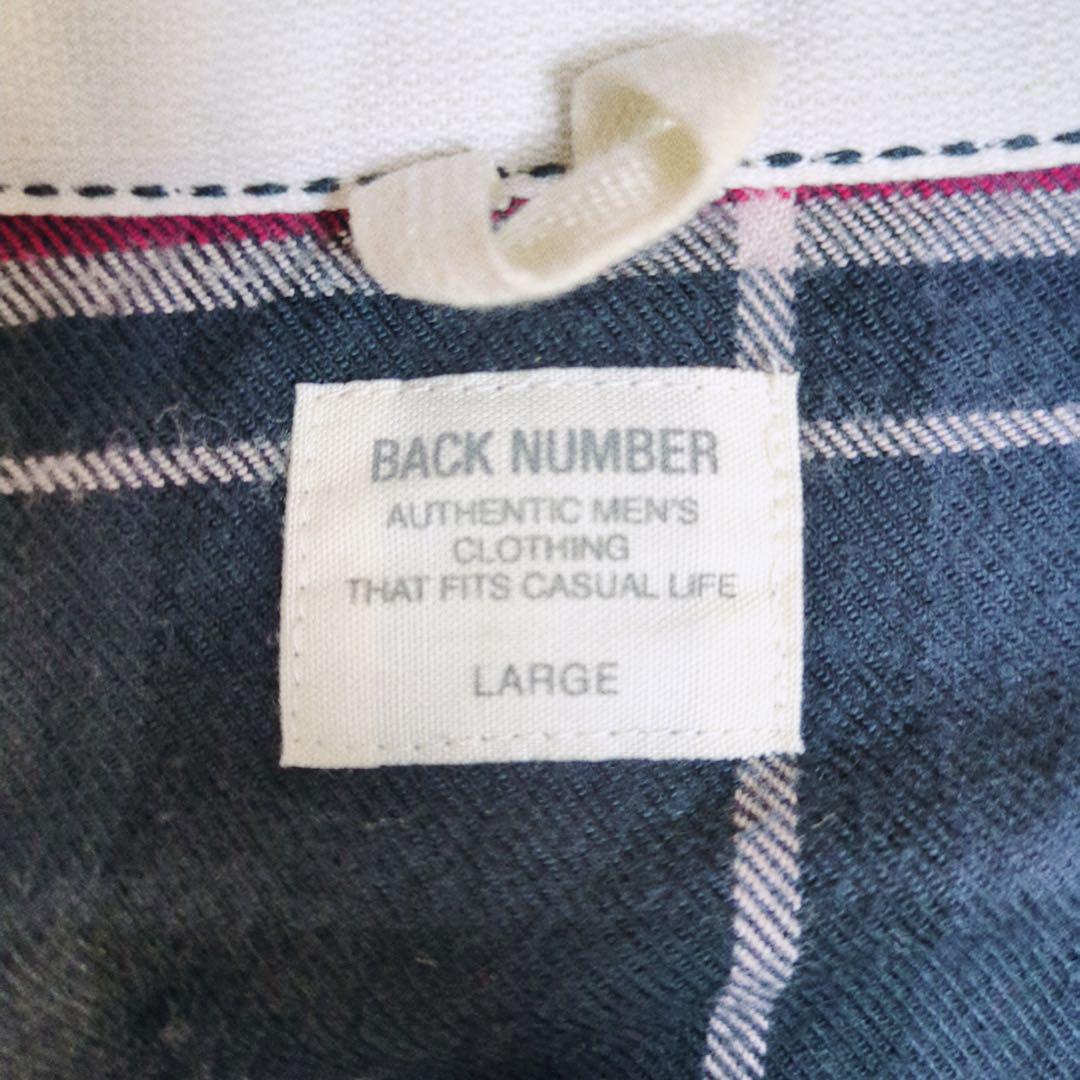 BACK NUMBER
AUTHENTIC MEN'S
CLOTHING
THAT FITS CASUAL LIFE
LARGE